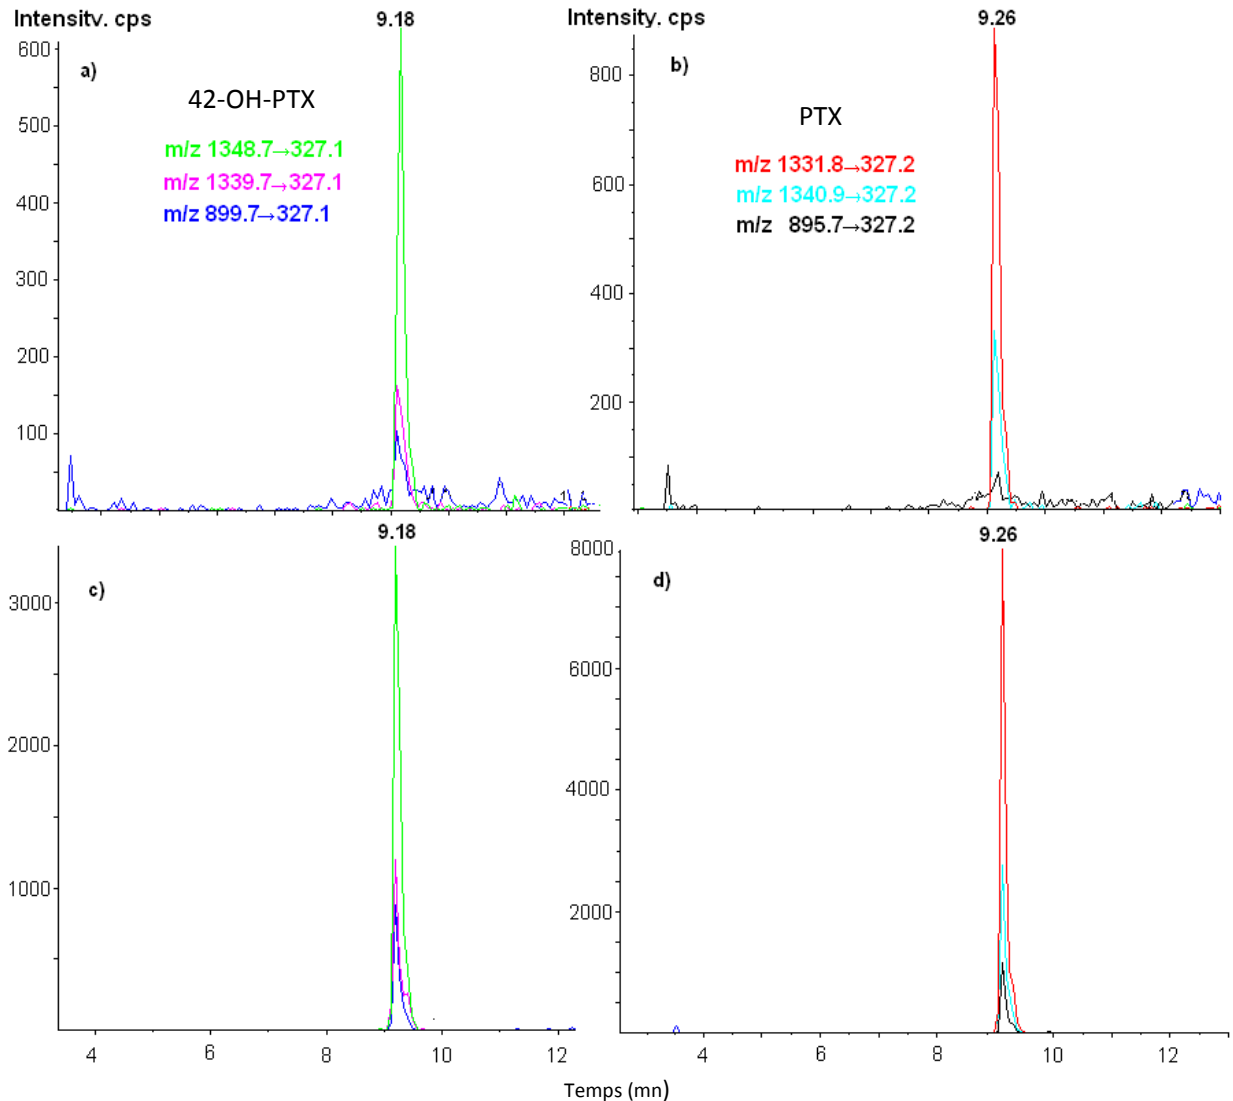 Intensity. cps
9.18
a)
42-OH-PTX
m/z 1348.7→327.1
m/z 1339.7→327.1
m/z 899.7→327.1
600
500
400
300
200
100
Intensity. cps
9.26
b)
PTX
m/z 1331.8→327.2
m/z 1340.9→327.2
m/z 895.7→327.2
800
600
400
200
9.18
c)
3000
2000
1000
4 6 8 10 12
9.26
d)
8000
6000
4000
2000
4 6 8 10 12
Temps (mn)